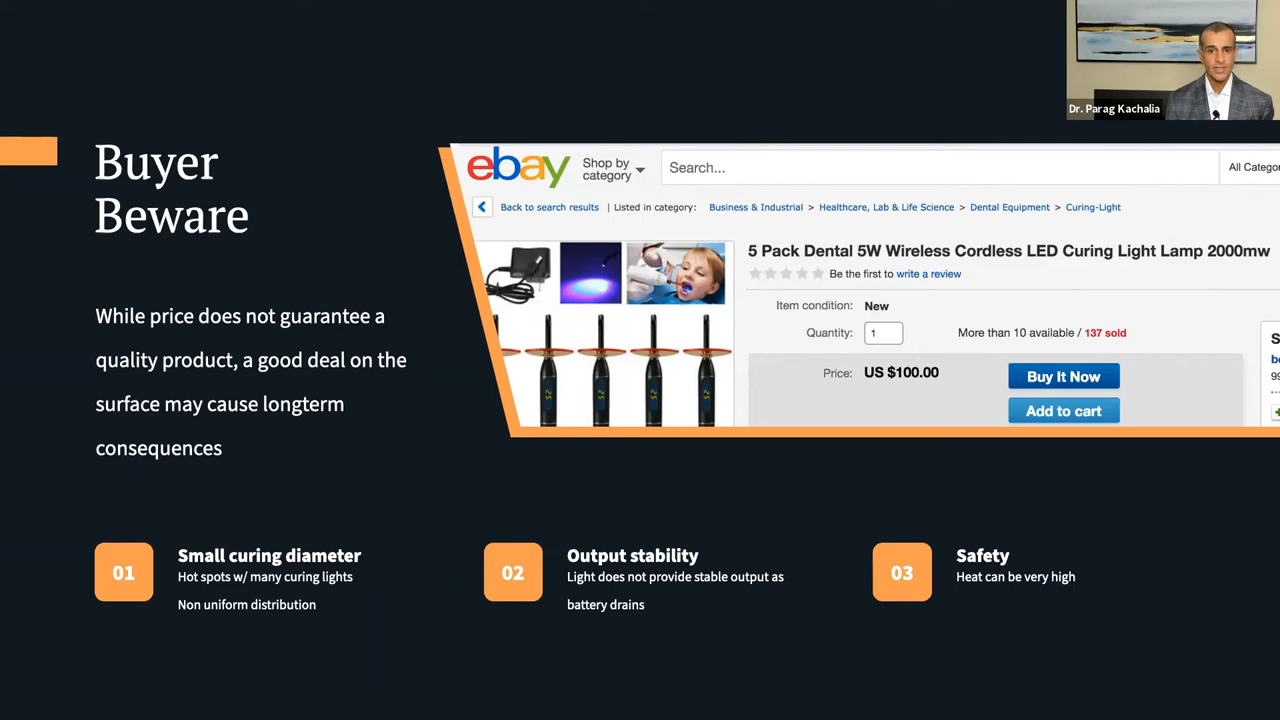 Dr. Parag Kachalia
Buyer
Beware
While price does not guarantee a
quality product, a good deal on the
surface may cause longterm
consequences
ebay
Shop by
category
Search...
All Catego
Back to search results | Listed in category: Business & Industrial > Healthcare, Lab & Life Science > Dental Equipment > Curing-Light
5 Pack Dental 5W Wireless Cordless LED Curing Light Lamp 2000mw
Be the first to write a review
Item condition: New
Quantity: 1 More than 10 available / 137 sold
Price: US $100.00
Buy It Now
Add to cart
01
Small curing diameter
Hot spots w/ many curing lights
Non uniform distribution
02
Output stability
Light does not provide stable output as
battery drains
03
Safety
Heat can be very high